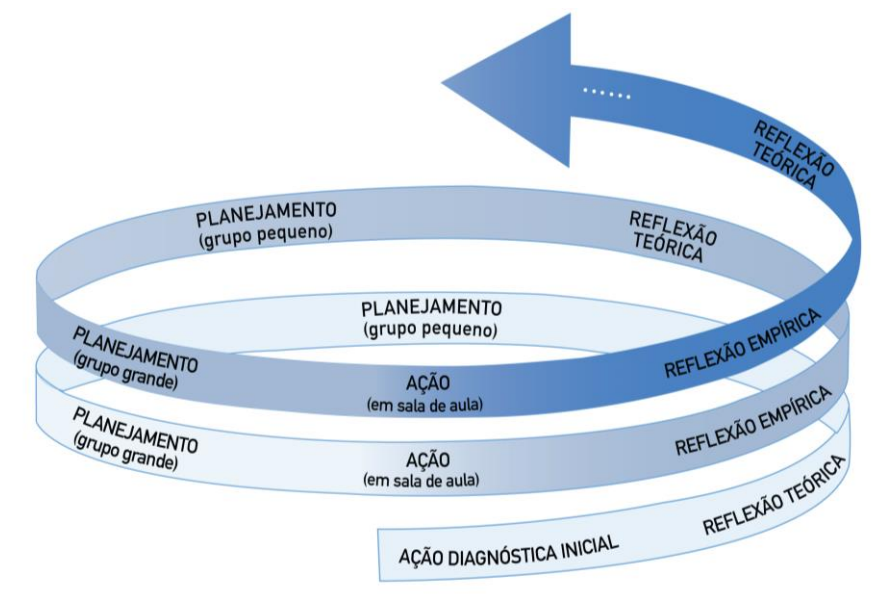 REFLEXÃO
TEÓRICA
PLANEJAMENTO
(grupo pequeno)
REFLEXÃO
TEÓRICA
PLANEJAMENTO
(grupo pequeno)
PLANEJAMENTO
(grupo grande)
AÇÃO
(em sala de aula)
REFLEXÃO EMPÍRICA
PLANEJAMENTO
(grupo grande)
AÇÃO
(em sala de aula)
REFLEXÃO EMPÍRICA
AÇÃO DIAGNÓSTICA INICIAL
REFLEXÃO TEÓRICA